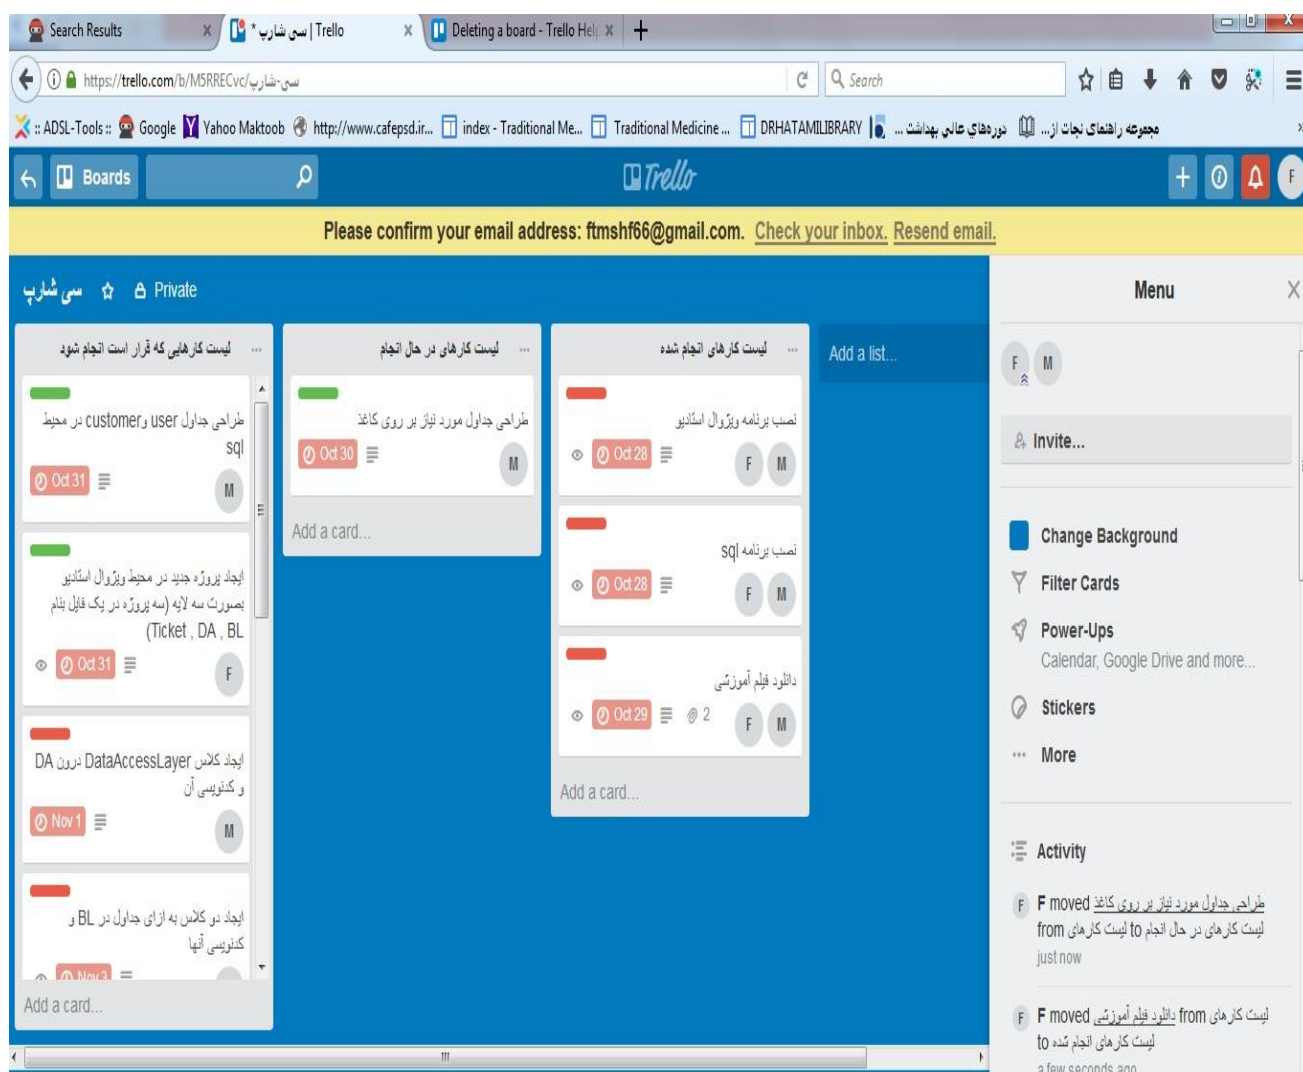 Search Results
سی شارپ * | Trello
Deleting a board - Trello Hel
https://trello.com/b/M5RRECvc/سی-شارپ
Search
:: ADSL-Tools ::
Google
Yahoo Maktoob
http://www.cafepsd.ir...
index - Traditional Me...
Traditional Medicine ...
DRHATAMILIBRARY
دوره‌های عالی بهداشت ...
مجموعه راهنمای نجات از...
Boards
Trello
F
Please confirm your email address: ftmshf66@gmail.com. Check your inbox. Resend email.
سی شارپ
Private
لیست کارهایی که قرار است انجام شود
طراحی جداول user و customer در محیط
sql
Oct 31
M
ایجاد پروژه جدید در محیط ویژوال استادیو
بصورت سه لایه (سه پروژه در یک فایل بنام
(Ticket , DA , BL
Oct 31
F
ایجاد کلاس DataAccessLayer درون DA
و کدنویسی آن
Nov 1
M
ایجاد دو کلاس به ازای جداول در BL و
کدنویسی آنها
Nov 3
Add a card...
لیست کارهای در حال انجام
طراحی جداول مورد نیاز بر روی کاغذ
Oct 30
M
Add a card...
لیست کارهای انجام شده
نصب برنامه ویژوال استادیو
Oct 28
F M
نصب برنامه sql
Oct 28
F M
دانلود فیلم آموزشی
Oct 29
2
F M
Add a card...
Add a list...
Menu
F M
Invite...
Change Background
Filter Cards
Power-Ups
Calendar, Google Drive and more...
Stickers
More
Activity
F
F moved طراحی جداول مورد نیاز بر روی کاغذ
from لیست کارهای to لیست کارهای در حال انجام
just now
F
F moved دانلود فیلم آموزشی from لیست کارهای
to لیست کارهای انجام شده
a few seconds ago